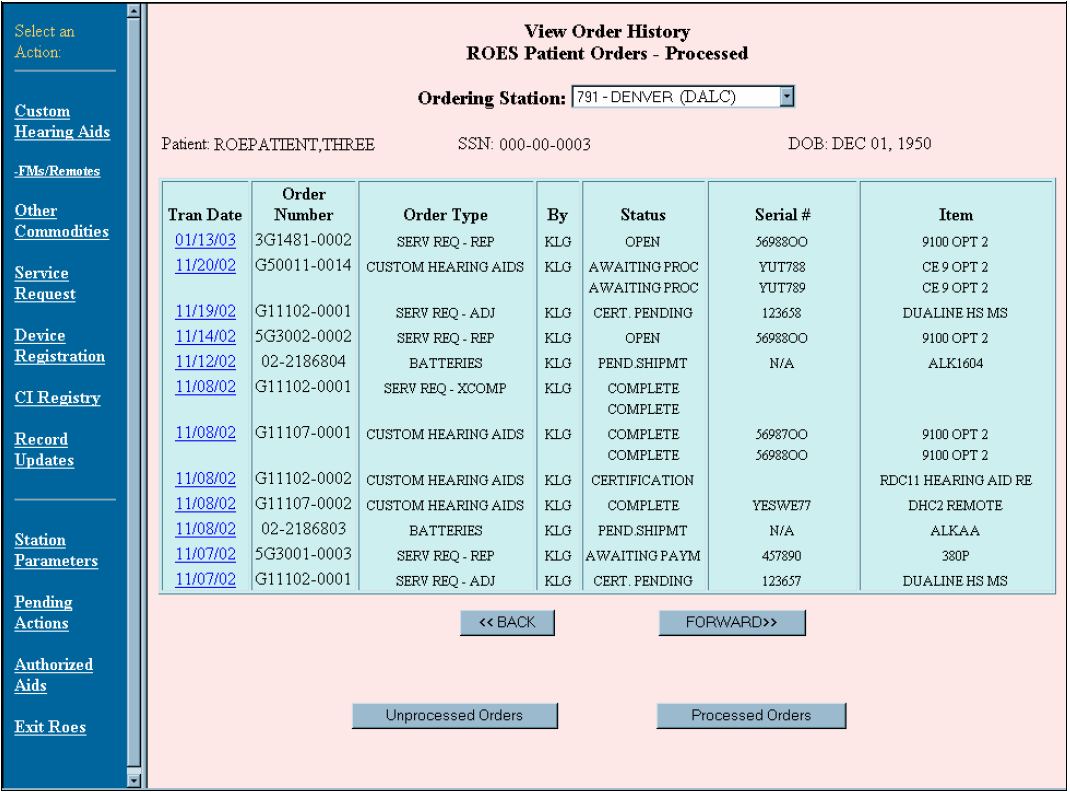 Select an
Action:
Custom
Hearing Aids
-FMs/Remotes
Other
Commodities
Service
Request
Device
Registration
CI Registry
Record
Updates
Station
Parameters
Pending
Actions
Authorized
Aids
Exit Roes
View Order History
ROES Patient Orders - Processed
Ordering Station: 791 - DENVER (DALC)
Patient: ROEPATIENT,THREE SSN: 000-00-0003 DOB: DEC 01, 1950
Tran Date Order Number Order Type By Status Serial # Item
01/13/03 3G1481-0002 SERV REQ - REP KLG OPEN 5698800 9100 OPT 2
11/20/02 G50011-0014 CUSTOM HEARING AIDS KLG AWAITING PROC YUT788 CE 9 OPT 2
AWAITING PROC YUT789 CE 9 OPT 2
11/19/02 G11102-0001 SERV REQ - ADJ KLG CERT. PENDING 123658 DUALINE HS MS
11/14/02 5G3002-0002 SERV REQ - REP KLG OPEN 5698800 9100 OPT 2
11/12/02 02-2186804 BATTERIES KLG PEND.SHIPMT N/A ALK1604
11/08/02 G11102-0001 SERV REQ - XCOMP KLG COMPLETE
COMPLETE
11/08/02 G11107-0001 CUSTOM HEARING AIDS KLG COMPLETE 5698700 9100 OPT 2
COMPLETE 5698800 9100 OPT 2
11/08/02 G11102-0002 CUSTOM HEARING AIDS KLG CERTIFICATION RDC11 HEARING AID RE
11/08/02 G11107-0002 CUSTOM HEARING AIDS KLG COMPLETE YESWE77 DHC2 REMOTE
11/08/02 02-2186803 BATTERIES KLG PEND.SHIPMT N/A ALKAA
11/07/02 5G3001-0003 SERV REQ - REP KLG AWAITING PAYM 457890 380P
11/07/02 G11102-0001 SERV REQ - ADJ KLG CERT. PENDING 123657 DUALINE HS MS
<< BACK FORWARD>>
Unprocessed Orders Processed Orders